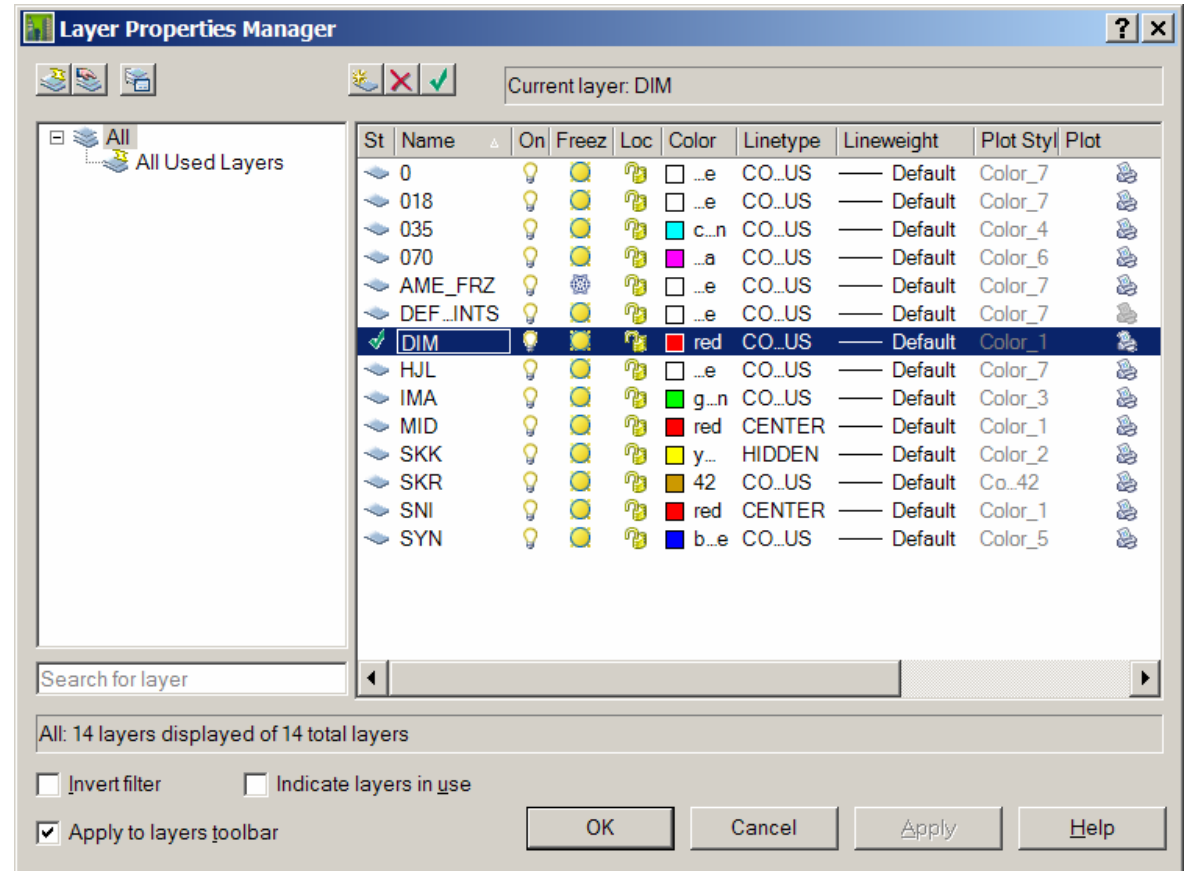 Layer Properties Manager
Current layer: DIM
All
All Used Layers
St Name On Freez Loc Color Linetype Lineweight Plot Styl Plot
0 ...e CO...US Default Color_7
018 ...e CO...US Default Color_7
035 c...n CO...US Default Color_4
070 ...a CO...US Default Color_6
AME_FRZ ...e CO...US Default Color_7
DEF...INTS ...e CO...US Default Color_7
DIM red CO...US Default Color_1
HJL ...e CO...US Default Color_7
IMA g...n CO...US Default Color_3
MID red CENTER Default Color_1
SKK y... HIDDEN Default Color_2
SKR 42 CO...US Default Co...42
SNI red CENTER Default Color_1
SYN b...e CO...US Default Color_5
Search for layer
All: 14 layers displayed of 14 total layers
Invert filter Indicate layers in use
Apply to layers toolbar
OK Cancel Apply Help